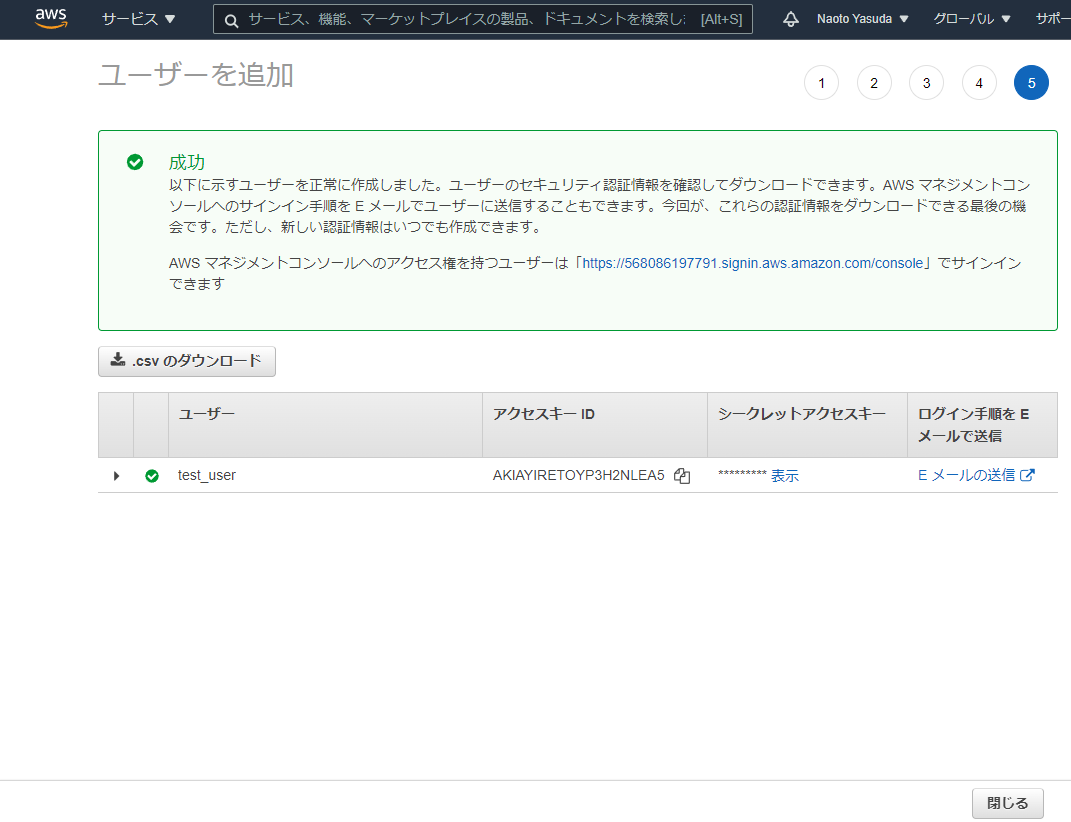 aws サービス サービス、機能、マーケットプレイスの製品、ドキュメントを検索しま [Alt+S] Naoto Yasuda グローバル サポー
ユーザーを追加
1 2 3 4 5
成功
以下に示すユーザーを正常に作成しました。ユーザーのセキュリティ認証情報を確認してダウンロードできます。AWS マネジメントコン
ソールへのサインイン手順を E メールでユーザーに送信することもできます。今回が、これらの認証情報をダウンロードできる最後の機
会です。ただし、新しい認証情報はいつでも作成できます。
AWS マネジメントコンソールへのアクセス権を持つユーザーは「https://568086197791.signin.aws.amazon.com/console」でサインイン
できます
.csv のダウンロード
ユーザー アクセスキー ID シークレットアクセスキー ログイン手順を E
メールで送信
test_user AKIAYIRETOYP3H2NLEA5 ********* 表示 E メールの送信
閉じる